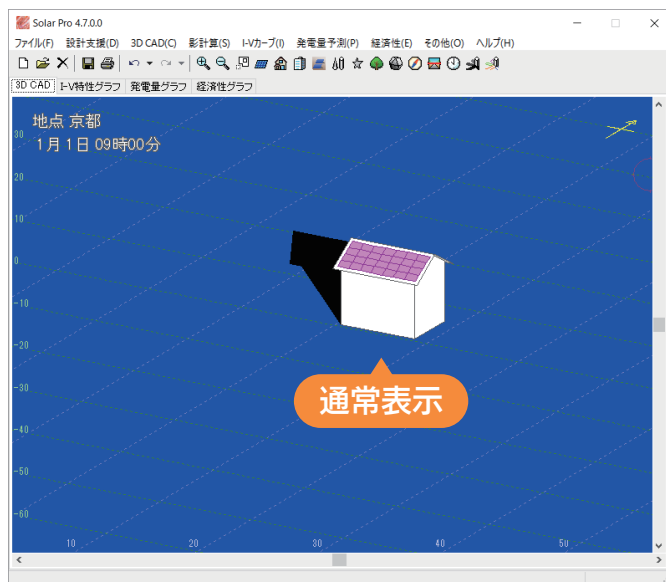 Solar Pro 4.7.0.0
ファイル(F) 設計支援(D) 3D CAD(C) 影計算(S) I-Vカーブ(I) 発電量予測(P) 経済性(E) その他(O) ヘルプ(H)
3D CAD I-V特性グラフ 発電量グラフ 経済性グラフ
地点 京都
30
1月 1日 09時00分
20
10
0
-10
-20
-30
通常表示
-40
-50
-60
10 20 30 40 50